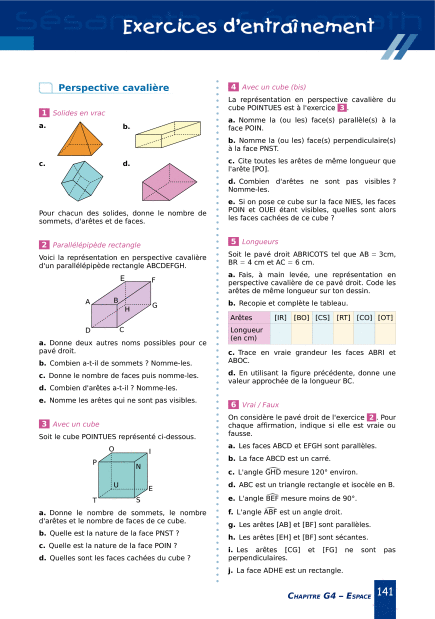 Exercices d'entraînement
Perspective cavalière
1 Solides en vrac
a.
b.
c.
d.
Pour chacun des solides, donne le nombre de
sommets, d'arêtes et de faces.
2 Parallélépipède rectangle
Voici la représentation en perspective cavalière
d'un parallélépipède rectangle ABCDEFGH.
E F
A B G
H
D C
a. Donne deux autres noms possibles pour ce
pavé droit.
b. Combien a-t-il de sommets ? Nomme-les.
c. Donne le nombre de faces puis nomme-les.
d. Combien d'arêtes a-t-il ? Nomme-les.
e. Nomme les arêtes qui ne sont pas visibles.
3 Avec un cube
Soit le cube POINTUES représenté ci-dessous.
O I
P N
U E
T S
a. Donne le nombre de sommets, le nombre
d'arêtes et le nombre de faces de ce cube.
b. Quelle est la nature de la face PNST ?
c. Quelle est la nature de la face POIN ?
d. Quelles sont les faces cachées du cube ?
4 Avec un cube (bis)
La représentation en perspective cavalière du
cube POINTUES est à l'exercice 3.
a. Nomme la (ou les) face(s) parallèle(s) à la
face POIN.
b. Nomme la (ou les) face(s) perpendiculaire(s)
à la face PNST.
c. Cite toutes les arêtes de même longueur que
l'arête [PO].
d. Combien d'arêtes ne sont pas visibles ?
Nomme-les.
e. Si on pose ce cube sur la face NIES, les faces
POIN et OUEI étant visibles, quelles sont alors
les faces cachées de ce cube ?
5 Longueurs
Soit le pavé droit ABRICOTS tel que AB = 3cm,
BR = 4 cm et AC = 6 cm.
a. Fais, à main levée, une représentation en
perspective cavalière de ce pavé droit. Code les
arêtes de même longueur sur ton dessin.
b. Recopie et complète le tableau.
Arêtes [IR] [BO] [CS] [RT] [CO] [OT]
Longueur
(en cm)
c. Trace en vraie grandeur les faces ABRI et
ABOC.
d. En utilisant la figure précédente, donne une
valeur approchée de la longueur BC.
6 Vrai / Faux
On considère le pavé droit de l'exercice 2. Pour
chaque affirmation, indique si elle est vraie ou
fausse.
a. Les faces ABCD et EFGH sont parallèles.
b. La face ABCD est un carré.
c. L'angle GHD mesure 120° environ.
d. ABC est un triangle rectangle et isocèle en B.
e. L'angle BEF mesure moins de 90°.
f. L'angle ABF est un angle droit.
g. Les arêtes [AB] et [BF] sont parallèles.
h. Les arêtes [EH] et [BF] sont sécantes.
i. Les arêtes [CG] et [FG] ne sont pas
perpendiculaires.
j. La face ADHE est un rectangle.
CHAPITRE G4 – ESPACE 141